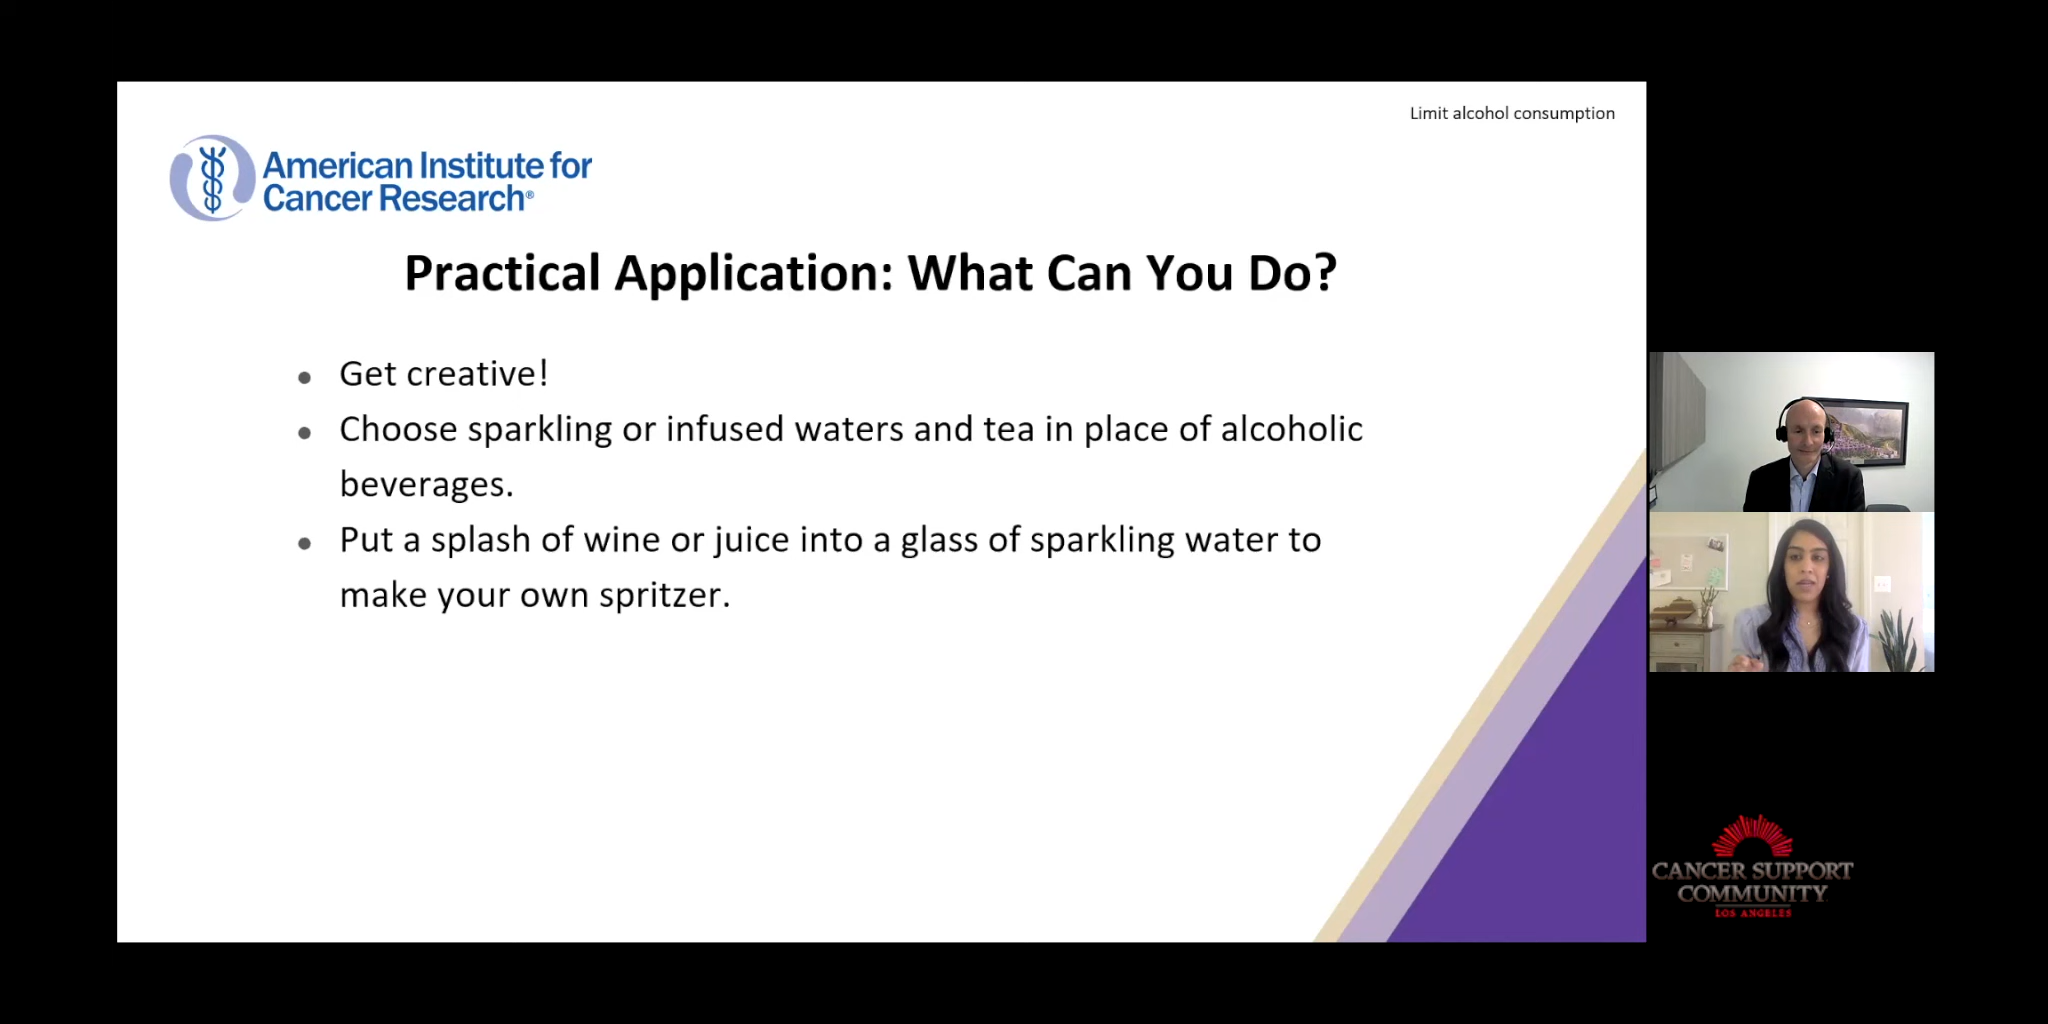 Limit alcohol consumption
American Institute for
Cancer Research®
Practical Application: What Can You Do?
• Get creative!
• Choose sparkling or infused waters and tea in place of alcoholic
beverages.
• Put a splash of wine or juice into a glass of sparkling water to
make your own spritzer.
CANCER SUPPORT
COMMUNITY
LOS ANGELES